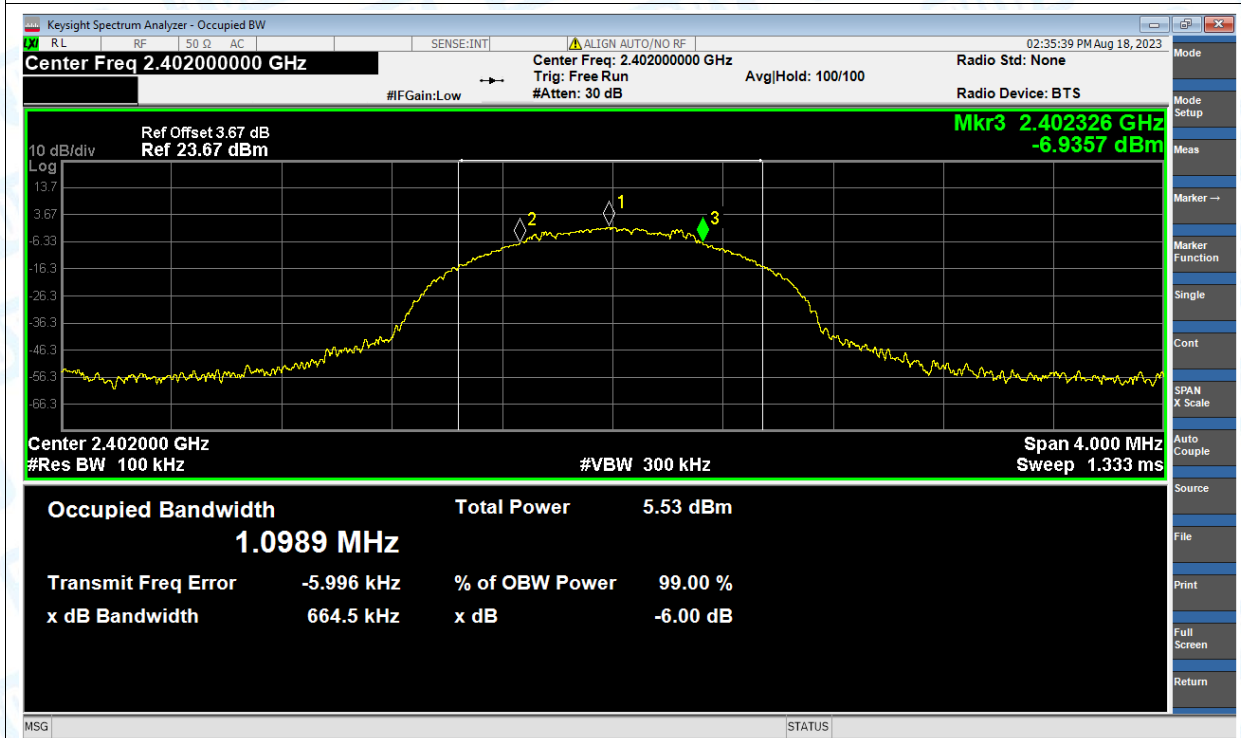 Keysight Spectrum Analyzer - Occupied BW
LXI RL RF 50 Ω AC SENSE:INT ALIGN AUTO/NO RF 02:35:39 PM Aug 18, 2023
Center Freq 2.402000000 GHz
Center Freq: 2.402000000 GHz
Radio Std: None
Trig: Free Run
Avg|Hold: 100/100
#IFGain:Low
#Atten: 30 dB
Radio Device: BTS
Ref Offset 3.67 dB
Mkr3 2.402326 GHz
10 dB/div
Ref 23.67 dBm
-6.9357 dBm
Log
13.7
3.67
-6.33
-16.3
-26.3
-36.3
-46.3
-56.3
-66.3
2
1
3
Center 2.402000 GHz
Span 4.000 MHz
#Res BW 100 kHz
#VBW 300 kHz
Sweep 1.333 ms
Occupied Bandwidth
Total Power 5.53 dBm
1.0989 MHz
Transmit Freq Error -5.996 kHz
% of OBW Power 99.00 %
x dB Bandwidth 664.5 kHz
x dB -6.00 dB
Mode
Mode
Setup
Meas
Marker →
Marker
Function
Single
Cont
SPAN
X Scale
Auto
Couple
Source
File
Print
Full
Screen
Return
MSG
STATUS